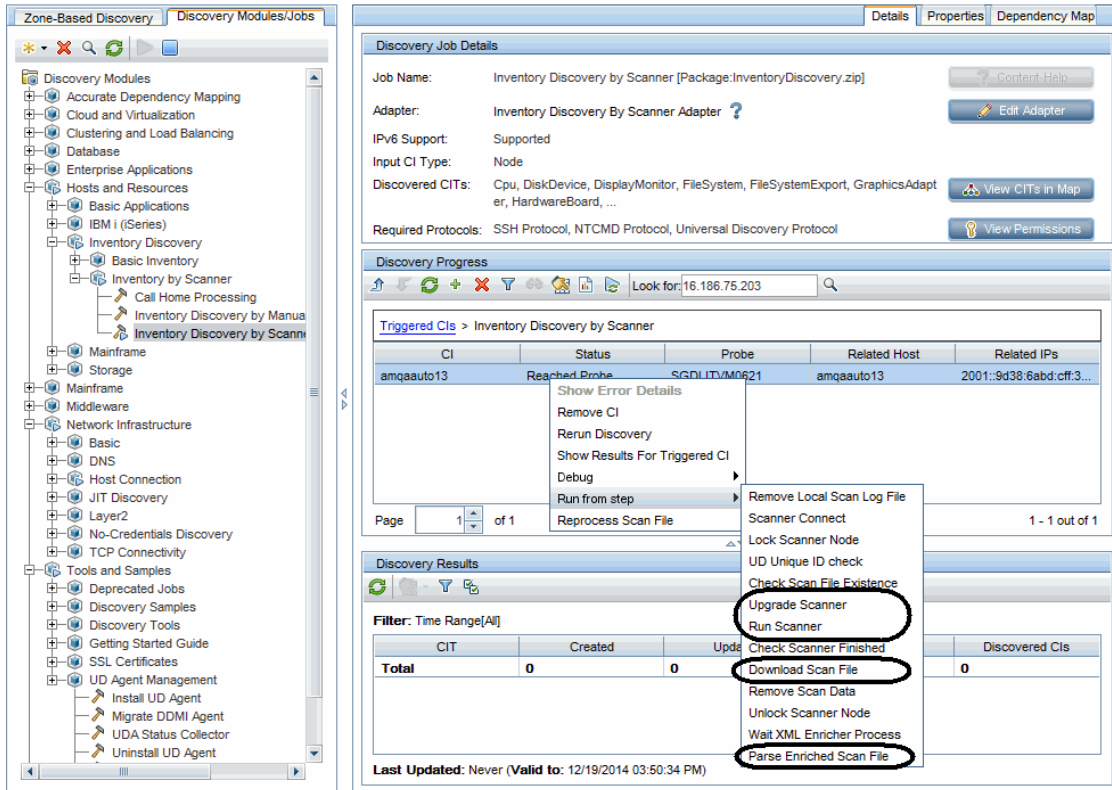 Zone-Based Discovery
Discovery Modules/Jobs
Discovery Modules
Accurate Dependency Mapping
Cloud and Virtualization
Clustering and Load Balancing
Database
Enterprise Applications
Hosts and Resources
Basic Applications
IBM i (iSeries)
Inventory Discovery
Basic Inventory
Inventory by Scanner
Call Home Processing
Inventory Discovery by Manua
Inventory Discovery by Scanne
Mainframe
Storage
Mainframe
Middleware
Network Infrastructure
Basic
DNS
Host Connection
JIT Discovery
Layer2
No-Credentials Discovery
TCP Connectivity
Tools and Samples
Deprecated Jobs
Discovery Samples
Discovery Tools
Getting Started Guide
SSL Certificates
UD Agent Management
Install UD Agent
Migrate DDMI Agent
UDA Status Collector
Uninstall UD Agent
Details Properties Dependency Map
Discovery Job Details
Job Name: Inventory Discovery by Scanner [Package:InventoryDiscovery.zip]
? Content Help
Adapter: Inventory Discovery By Scanner Adapter ?
Edit Adapter
IPv6 Support: Supported
Input CI Type: Node
Discovered CITs: Cpu, DiskDevice, DisplayMonitor, FileSystem, FileSystemExport, GraphicsAdapt
er, HardwareBoard, ...
View CITs in Map
Required Protocols: SSH Protocol, NTCMD Protocol, Universal Discovery Protocol
View Permissions
Discovery Progress
Look for: 16.186.75.203
Triggered CIs > Inventory Discovery by Scanner
CI Status Probe Related Host Related IPs
amqaauto13 Reached Probe SGDLITVM0621 amqaauto13 2001::9d38:6abd:cff:3...
Show Error Details
Remove CI
Rerun Discovery
Show Results For Triggered CI
Debug
Run from step
Reprocess Scan File
Remove Local Scan Log File
Scanner Connect
Lock Scanner Node
UD Unique ID check
Check Scan File Existence
Upgrade Scanner
Run Scanner
Check Scanner Finished
Download Scan File
Remove Scan Data
Unlock Scanner Node
Wait XML Enricher Process
Parse Enriched Scan File
Page 1 of 1
1 - 1 out of 1
Discovery Results
Filter: Time Range[All]
CIT Created Upda Discovered CIs
Total 0 0 0
Last Updated: Never (Valid to: 12/19/2014 03:50:34 PM)